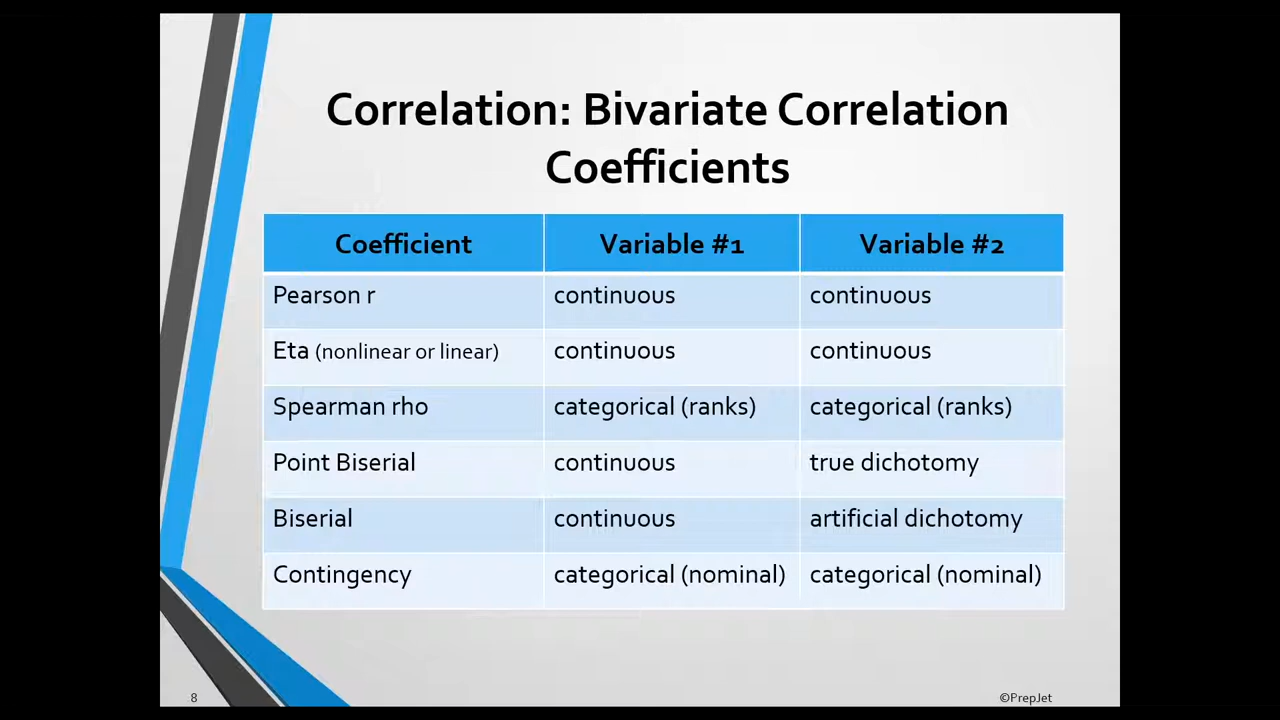 Correlation: Bivariate Correlation
Coefficients
Coefficient Variable #1 Variable #2
Pearson r continuous continuous
Eta (nonlinear or linear) continuous continuous
Spearman rho categorical (ranks) categorical (ranks)
Point Biserial continuous true dichotomy
Biserial continuous artificial dichotomy
Contingency categorical (nominal) categorical (nominal)
8 ©PrepJet